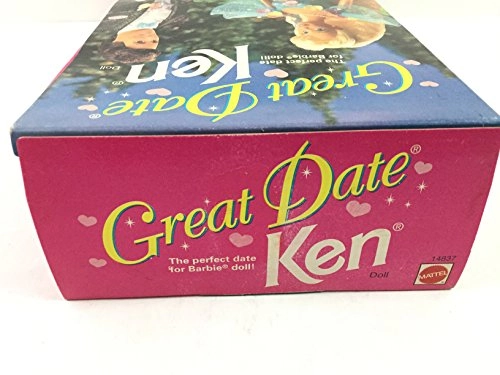 Great Date®
Ken®
The perfect date
for Barbie® doll!
Doll
Great Date®
Ken®
The perfect date
for Barbie® doll!
Doll
14837
MATTEL